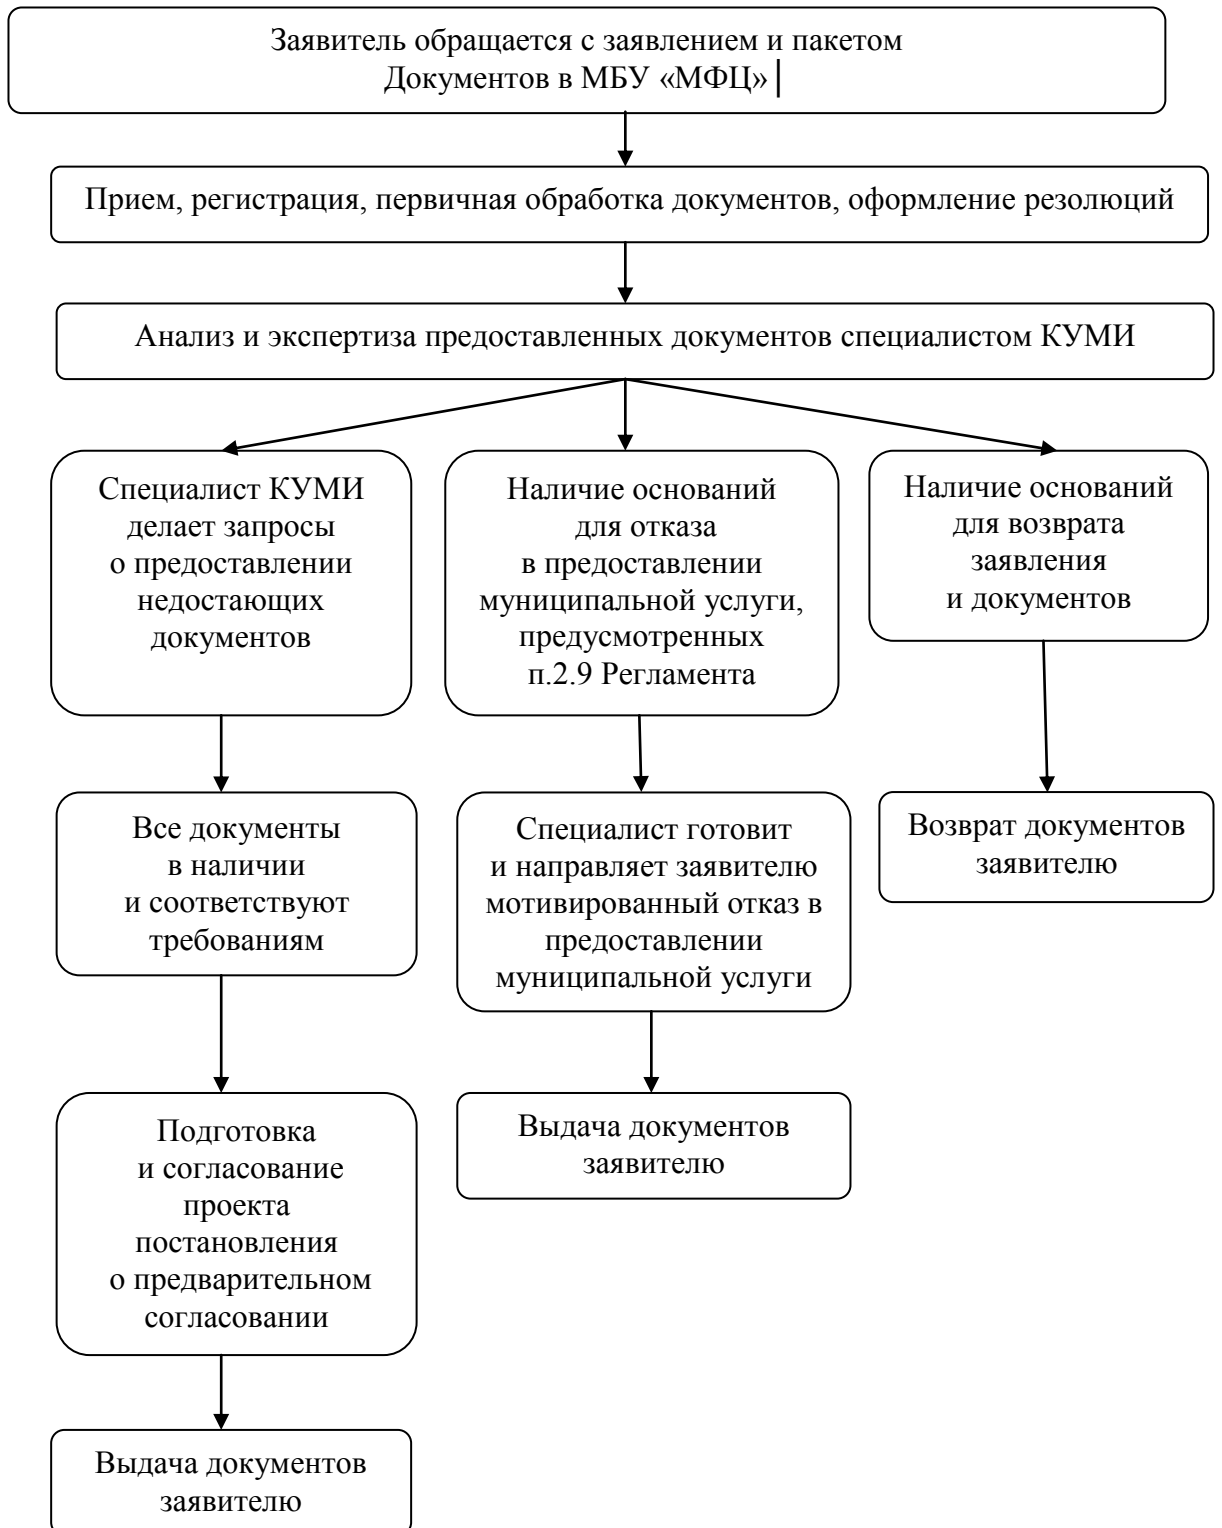 Заявитель обращается с заявлением и пакетом
Документов в МБУ «МФЦ»│
Прием, регистрация, первичная обработка документов, оформление резолюций
Анализ и экспертиза предоставленных документов специалистом КУМИ
Специалист КУМИ
делает запросы
о предоставлении
недостающих
документов
Наличие оснований
для отказа
в предоставлении
муниципальной услуги,
предусмотренных
п.2.9 Регламента
Наличие оснований
для возврата
заявления
и документов
Все документы
в наличии
и соответствуют
требованиям
Специалист готовит
и направляет заявителю
мотивированный отказ в
предоставлении
муниципальной услуги
Возврат документов
заявителю
Подготовка
и согласование
проекта
постановления
о предварительном
согласовании
Выдача документов
заявителю
Выдача документов
заявителю